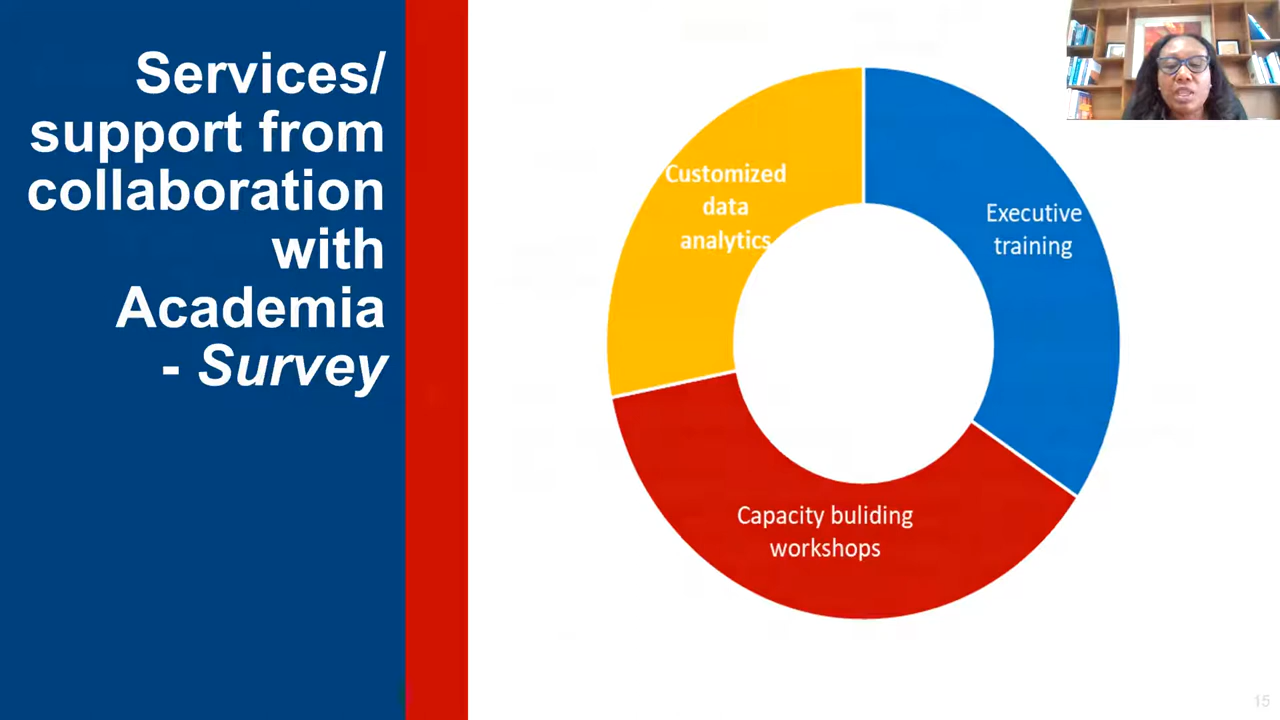 Services/
support from
collaboration
with
Academia
- Survey
Customized
data
analytics
Executive
training
Capacity buliding
workshops
15